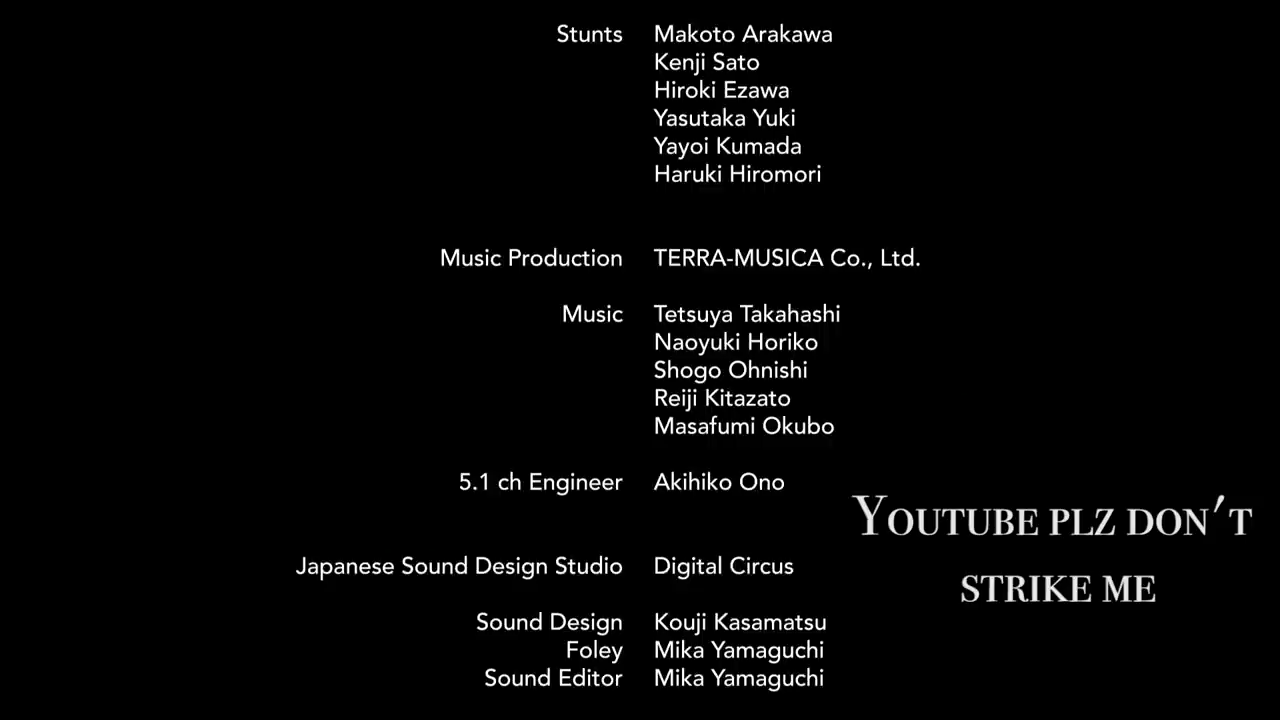 Stunts Makoto Arakawa
Kenji Sato
Hiroki Ezawa
Yasutaka Yuki
Yayoi Kumada
Haruki Hiromori
Music Production TERRA-MUSICA Co., Ltd.
Music Tetsuya Takahashi
Naoyuki Horiko
Shogo Ohnishi
Reiji Kitazato
Masafumi Okubo
5.1 ch Engineer Akihiko Ono
Japanese Sound Design Studio Digital Circus
Sound Design Kouji Kasamatsu
Foley Mika Yamaguchi
Sound Editor Mika Yamaguchi
Youtube plz don't
strike me